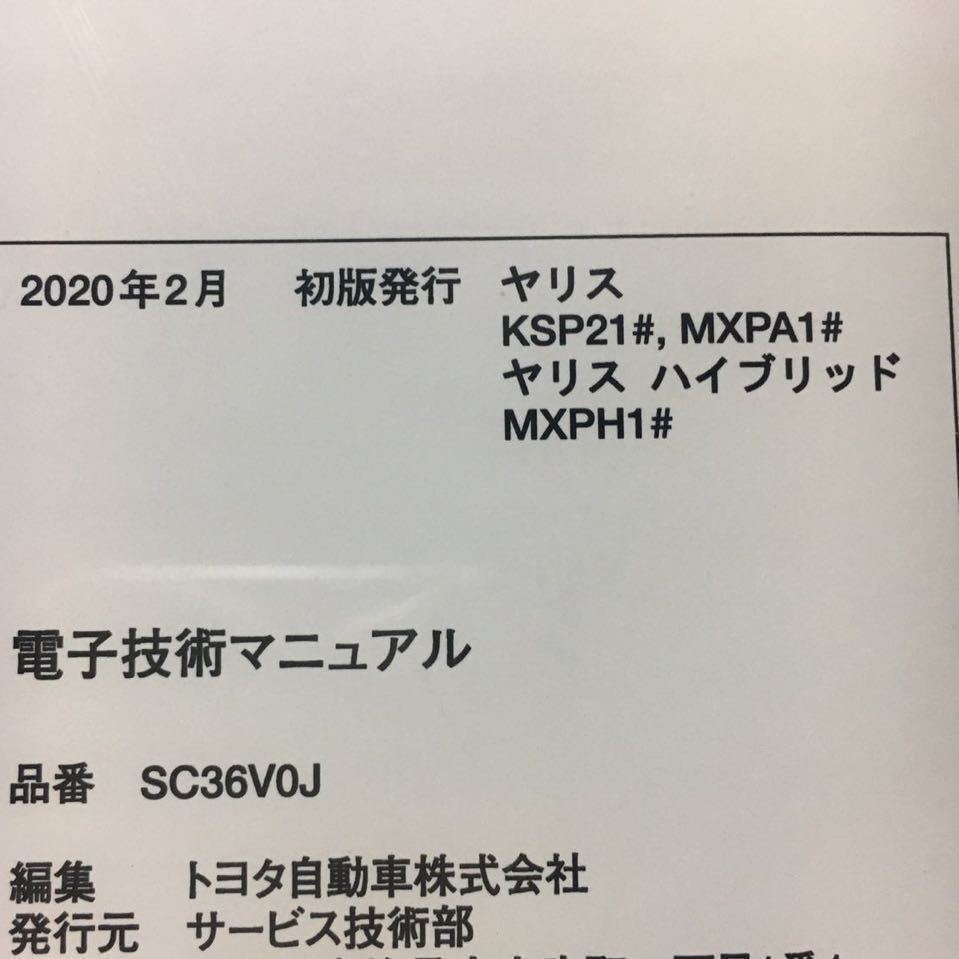 2020年2月 初版発行 ヤリス
KSP21#, MXPA1#
ヤリス ハイブリッド
MXPH1#
電子技術マニュアル
品番 SC36V0J
編集 トヨタ自動車株式会社
発行元 サービス技術部